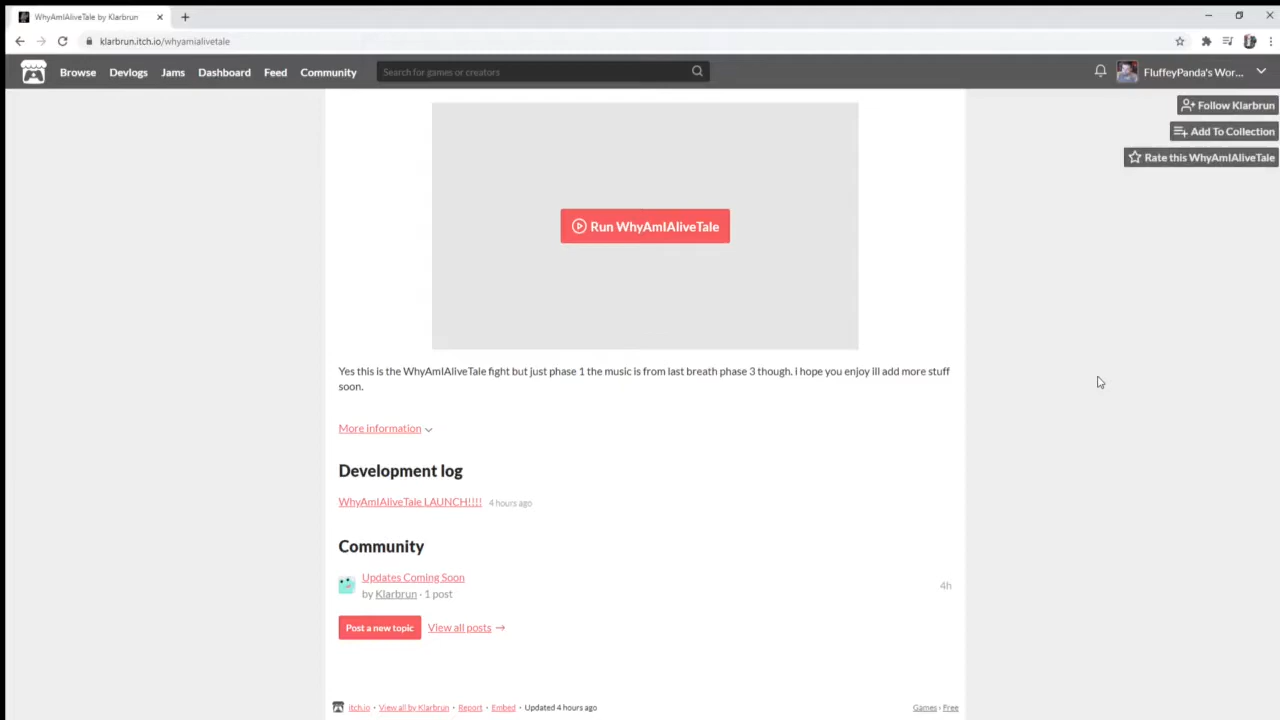 WhyAmIAliveTale by Klarbrun
klarbrun.itch.io/whyamialivetale
Browse Devlogs Jams Dashboard Feed Community Search for games or creators FluffeyPanda's Wor...
Follow Klarbrun
Add To Collection
Rate this WhyAmIAliveTale
Run WhyAmIAliveTale
Yes this is the WhyAmIAliveTale fight but just phase 1 the music is from last breath phase 3 though. i hope you enjoy ill add more stuff
soon.
More information
Development log
WhyAmIAliveTale LAUNCH!!!! 4 hours ago
Community
Updates Coming Soon
by Klarbrun · 1 post 4h
Post a new topic View all posts →
itch.io · View all by Klarbrun · Report · Embed · Updated 4 hours ago Games › Free